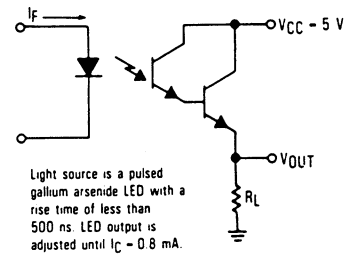 IF
VCC - 5 V
VOUT
RL
Light source is a pulsed
gallium arsenide LED with a
rise time of less than
500 ns. LED output is
adjusted until IC - 0.8 mA.